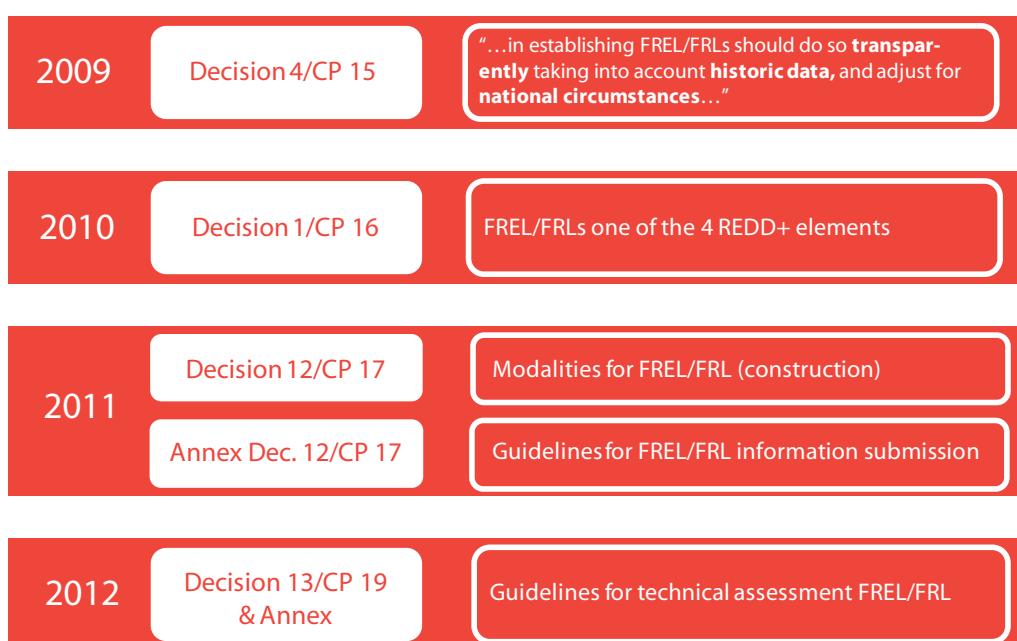 2009
Decision 4/CP 15
“…in establishing FREL/FRLs should do so transpar-
ently taking into account historic data, and adjust for
national circumstances…”
2010
Decision 1/CP 16
FREL/FRLs one of the 4 REDD+ elements
2011
Decision 12/CP 17
Modalities for FREL/FRL (construction)
Annex Dec. 12/CP 17
Guidelines for FREL/FRL information submission
2012
Decision 13/CP 19
& Annex
Guidelines for technical assessment FREL/FRL